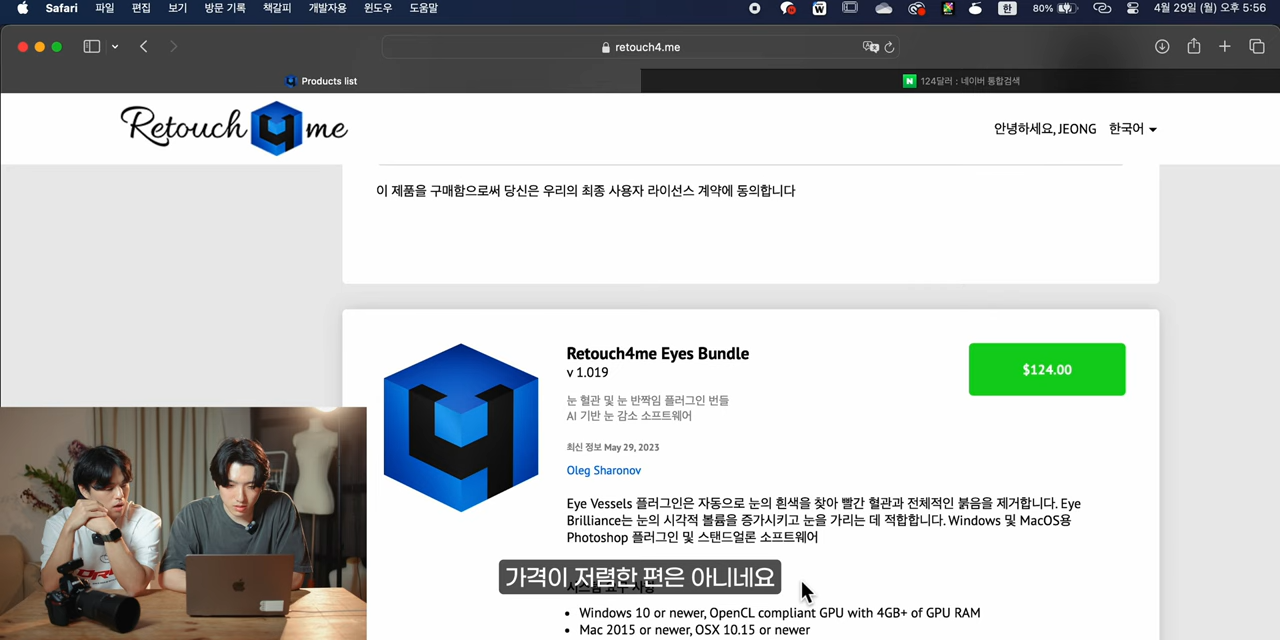 Safari 파일 편집 보기 방문 기록 책갈피 개발자용 윈도우 도움말 한 80% 4월 29일 (월) 오후 5:56
retouch4.me
Products list
N 124달러 : 네이버 통합검색
Retouch4me
안녕하세요, JEONG 한국어
이 제품을 구매함으로써 당신은 우리의 최종 사용자 라이선스 계약에 동의합니다
Retouch4me Eyes Bundle
v 1.019
$124.00
눈 혈관 및 눈 반짝임 플러그인 번들
AI 기반 눈 감소 소프트웨어
최신 정보 May 29, 2023
Oleg Sharonov
Eye Vessels 플러그인은 자동으로 눈의 흰색을 찾아 빨간 혈관과 전체적인 붉음을 제거합니다. Eye
Brilliance는 눈의 시각적 볼륨을 증가시키고 눈을 가리는 데 적합합니다. Windows 및 MacOS용
Photoshop 플러그인 및 스탠드얼론 소프트웨어
가격이 저렴한 편은 아니네요
Windows 10 or newer, OpenCL compliant GPU with 4GB+ of GPU RAM
Mac 2015 or newer, OSX 10.15 or newer